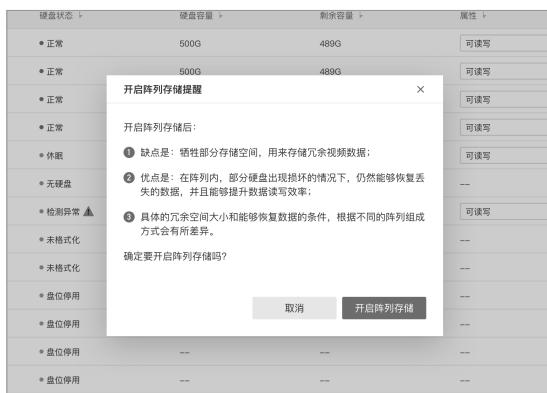 硬盘状态 硬盘容量 剩余容量 属性
正常 500G 489G 可读写
正常 500G 489G 可读写
正常 可读写
正常 可读写
休眠 可读写
无硬盘 --
检测异常 可读写
未格式化 --
未格式化 --
盘位停用 --
盘位停用 --
盘位停用 -- -- --
盘位停用 -- -- --
开启阵列存储提醒 ×
开启阵列存储后：
1 缺点是：牺牲部分存储空间，用来存储冗余视频数据；
2 优点是：在阵列内，部分硬盘出现损坏的情况下，仍然能够恢复丢
失的数据，并且能够提升数据读写效率；
3 具体的冗余空间大小和能够恢复数据的条件，根据不同的阵列组成
方式会有所差异。
确定要开启阵列存储吗？
取消 开启阵列存储